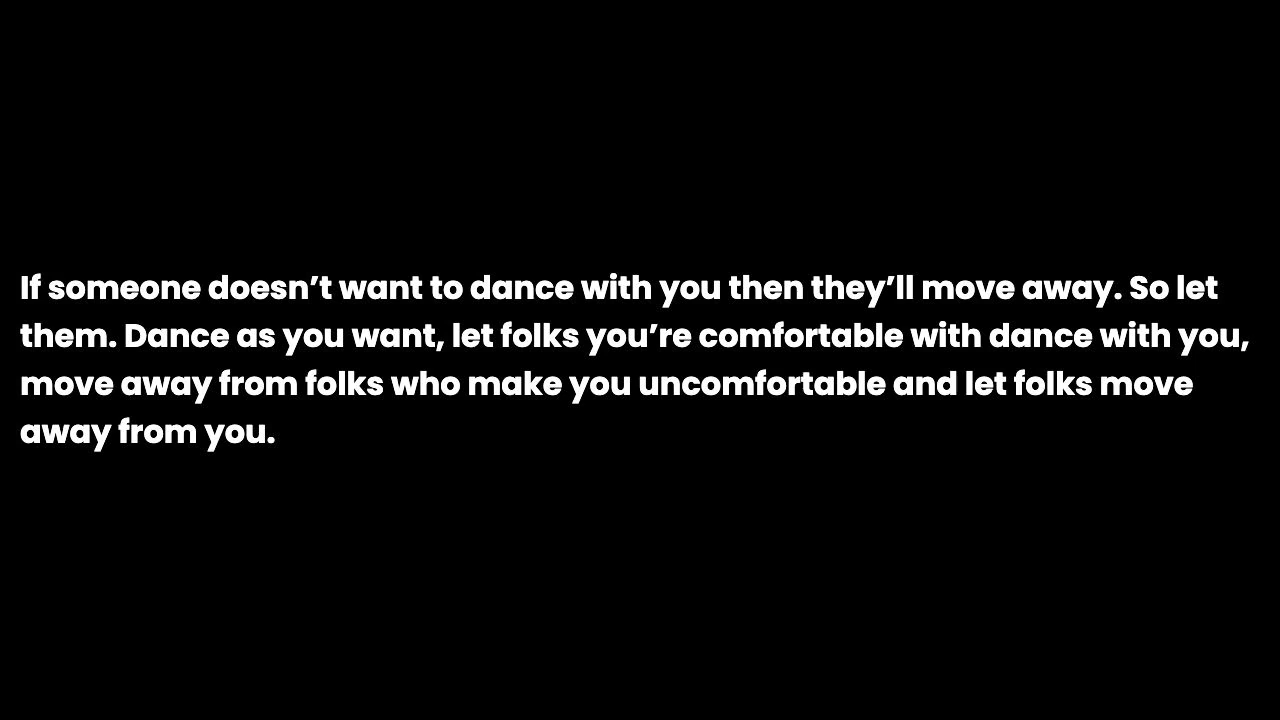 If someone doesn’t want to dance with you then they’ll move away. So let
them. Dance as you want, let folks you’re comfortable with dance with you,
move away from folks who make you uncomfortable and let folks move
away from you.